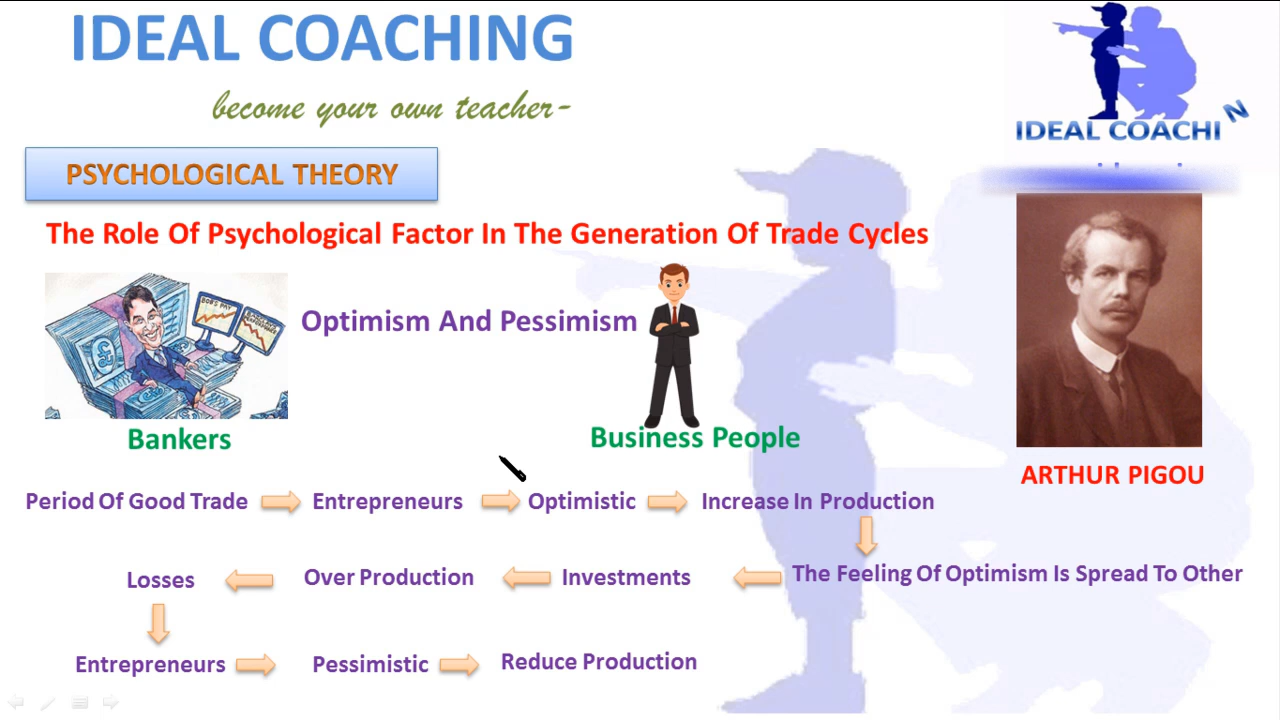 IDEAL COACHING
become your own teacher-
IDEAL COACHI N
PSYCHOLOGICAL THEORY
The Role Of Psychological Factor In The Generation Of Trade Cycles
BOB'S PAY
Optimism And Pessimism
Bankers
Business People
ARTHUR PIGOU
Period Of Good Trade
Entrepreneurs
Optimistic
Increase In Production
The Feeling Of Optimism Is Spread To Other
Investments
Over Production
Losses
Entrepreneurs
Pessimistic
Reduce Production